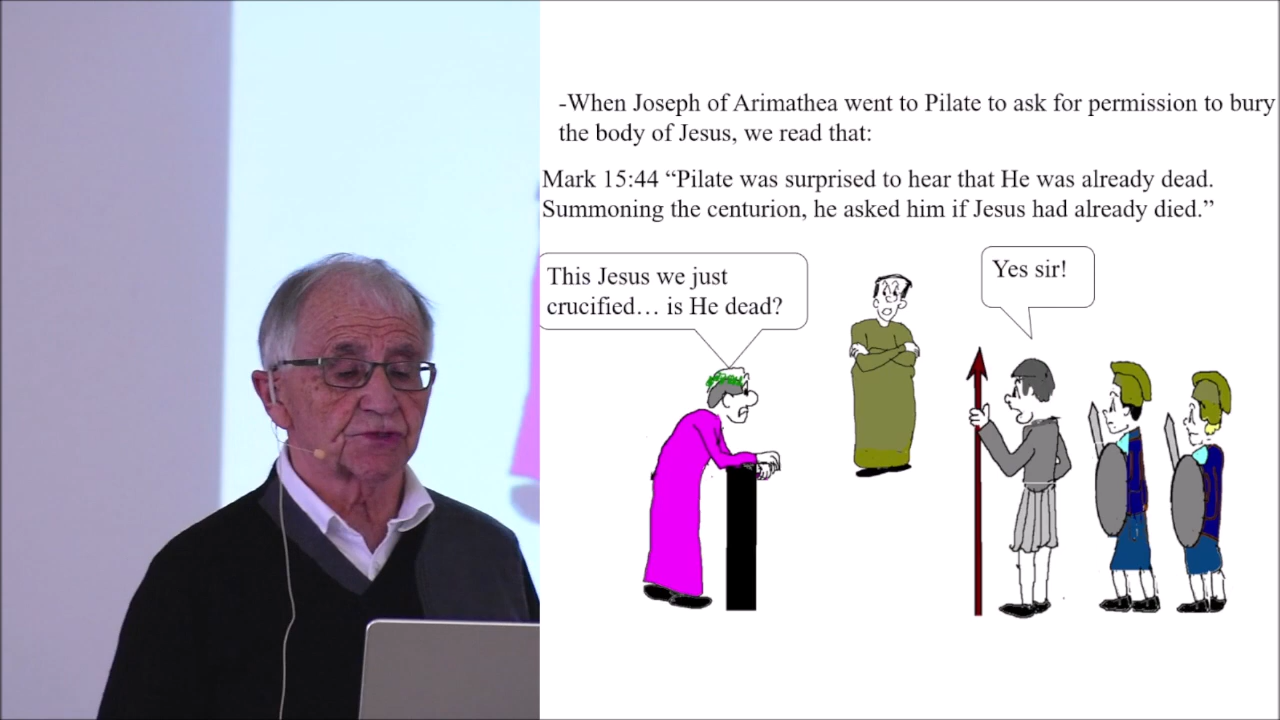 -When Joseph of Arimathea went to Pilate to ask for permission to bury
the body of Jesus, we read that:
Mark 15:44 “Pilate was surprised to hear that He was already dead.
Summoning the centurion, he asked him if Jesus had already died.”
This Jesus we just
crucified… is He dead?
Yes sir!